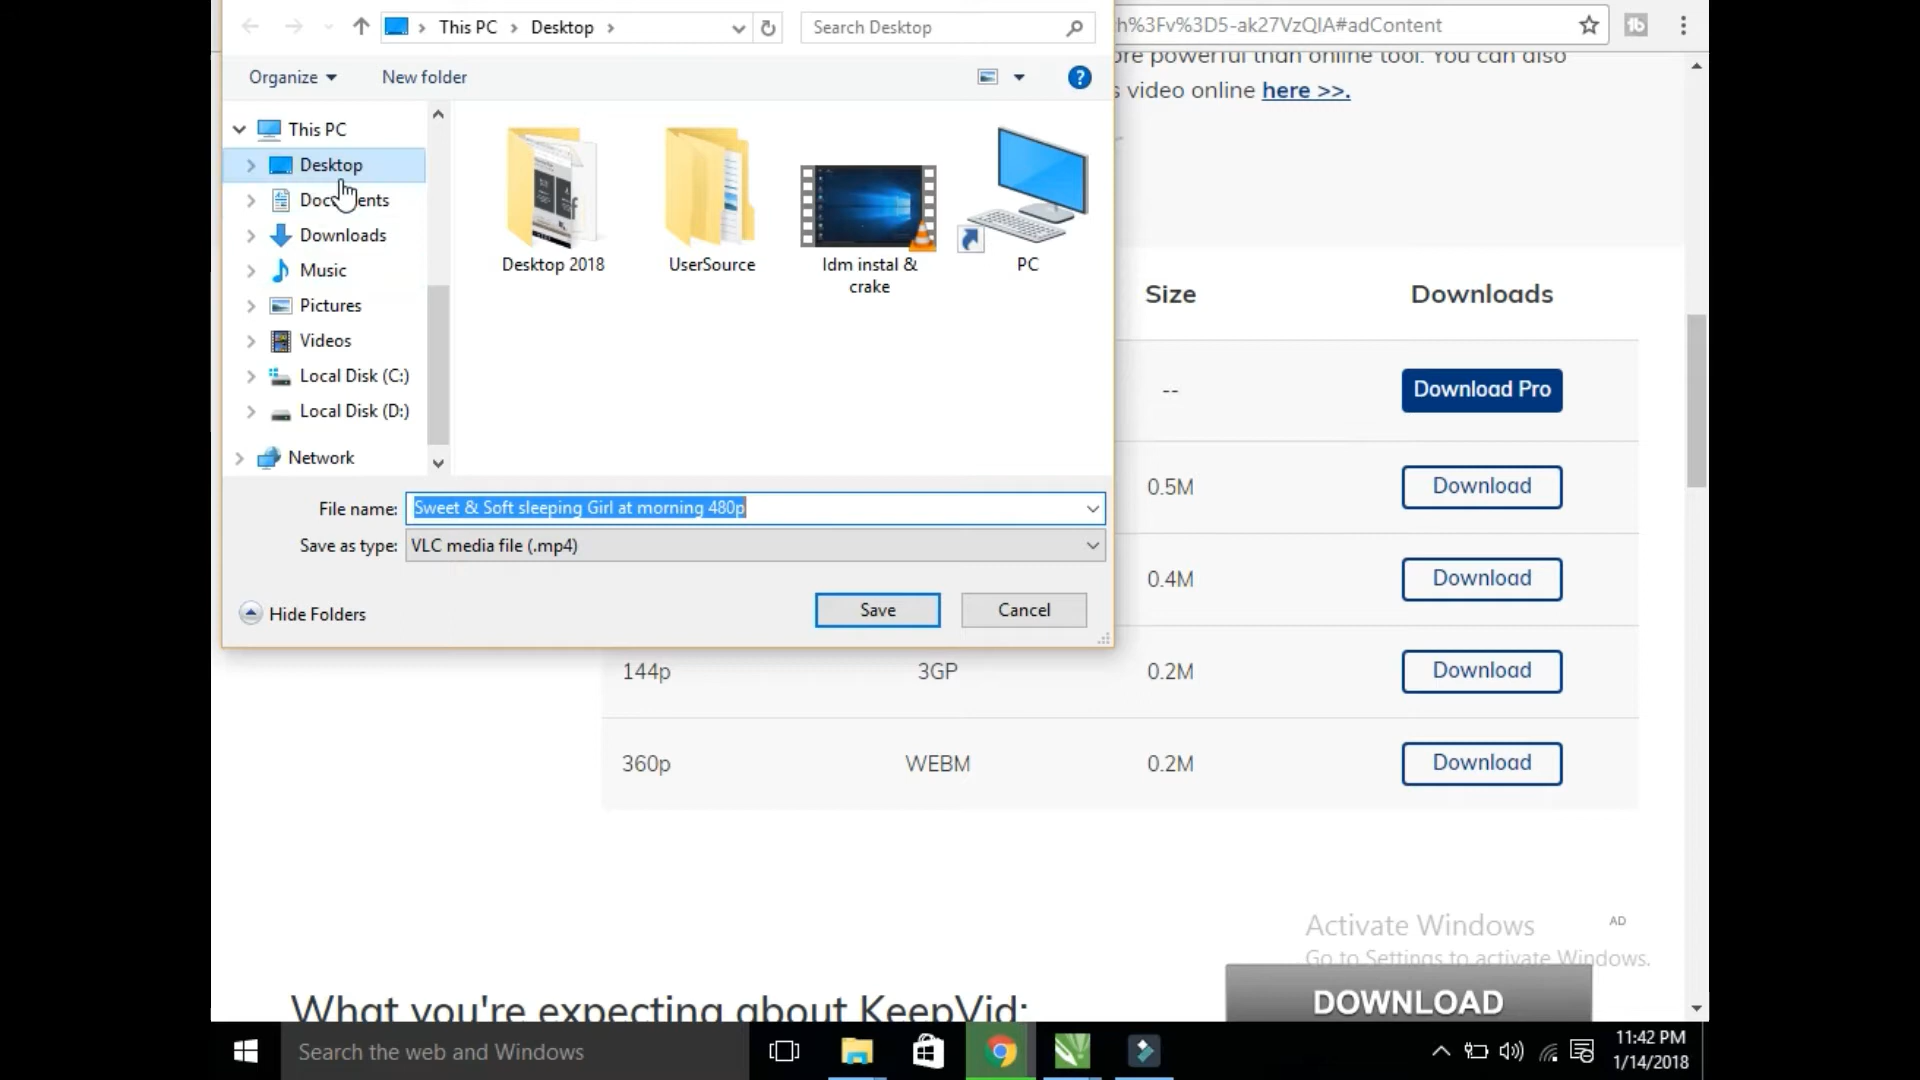 This PC
Desktop
Search Desktop
h%3Fv%3D5-ak27VzQIA#adContent
Organize
New folder
ore powerful than online tool. You can also
s video online here >>.
This PC
Desktop
Documents
Downloads
Music
Pictures
Videos
Local Disk (C:)
Local Disk (D:)
Network
Desktop 2018
UserSource
Idm instal &
crake
PC
File name: Sweet & Soft sleeping Girl at morning 480p
Save as type: VLC media file (.mp4)
Hide Folders
Save
Cancel
Size
Downloads
--
Download Pro
0.5M
Download
0.4M
Download
144p
3GP
0.2M
Download
360p
WEBM
0.2M
Download
Activate Windows
AD
Go to Settings to activate Windows.
What you're expecting about KeepVid:
DOWNLOAD
Search the web and Windows
11:42 PM
1/14/2018